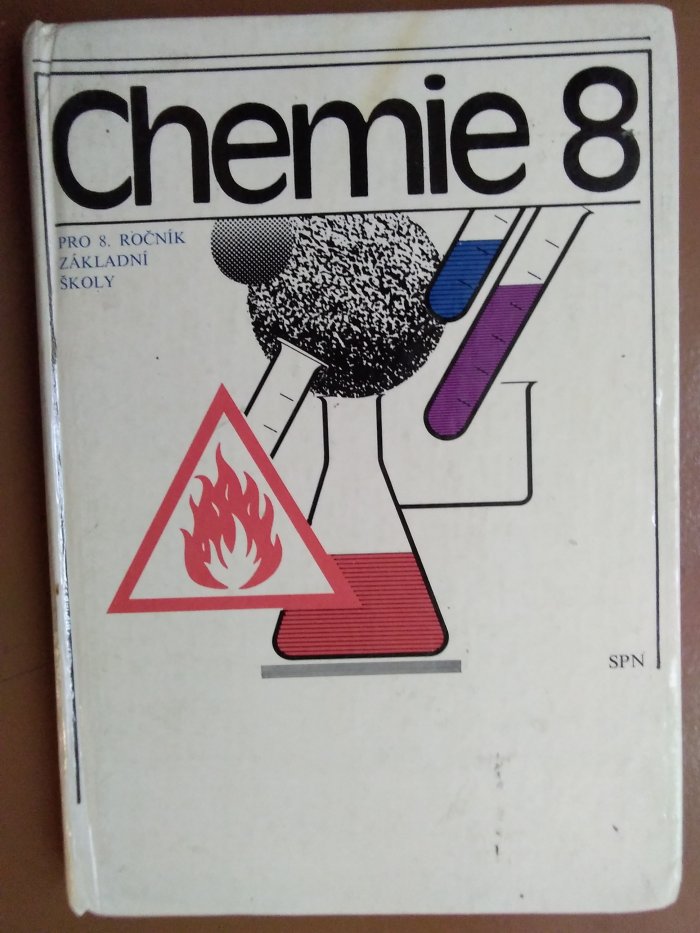 Chemie 8
PRO 8. ROČNÍK
ZÁKLADNÍ
ŠKOLY
SPN